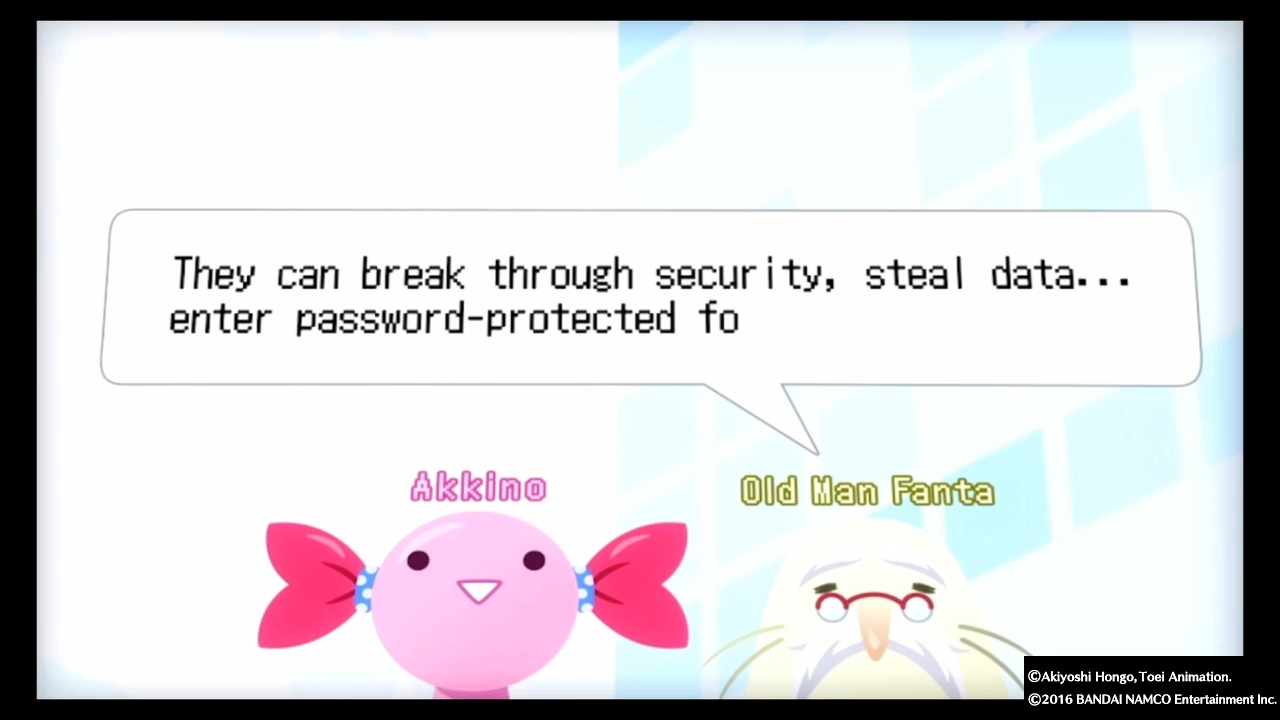 They can break through security, steal data...
enter password-protected fo
Akkino
Old Man Fanta
©Akiyoshi Hongo, Toei Animation.
©2016 BANDAI NAMCO Entertainment Inc.